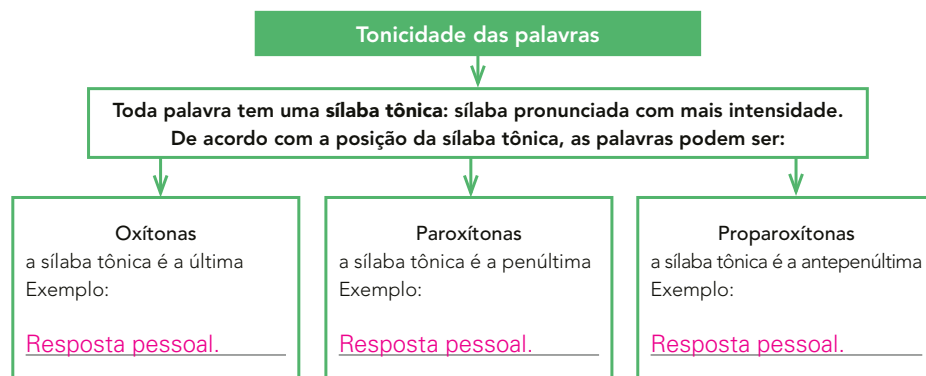 Tonicidade das palavras
Toda palavra tem uma sílaba tônica: sílaba pronunciada com mais intensidade.
De acordo com a posição da sílaba tônica, as palavras podem ser:
Oxítonas
a sílaba tônica é a última
Exemplo:
Resposta pessoal.
Paroxítonas
a sílaba tônica é a penúltima
Exemplo:
Resposta pessoal.
Proparoxítonas
a sílaba tônica é a antepenúltima
Exemplo:
Resposta pessoal.